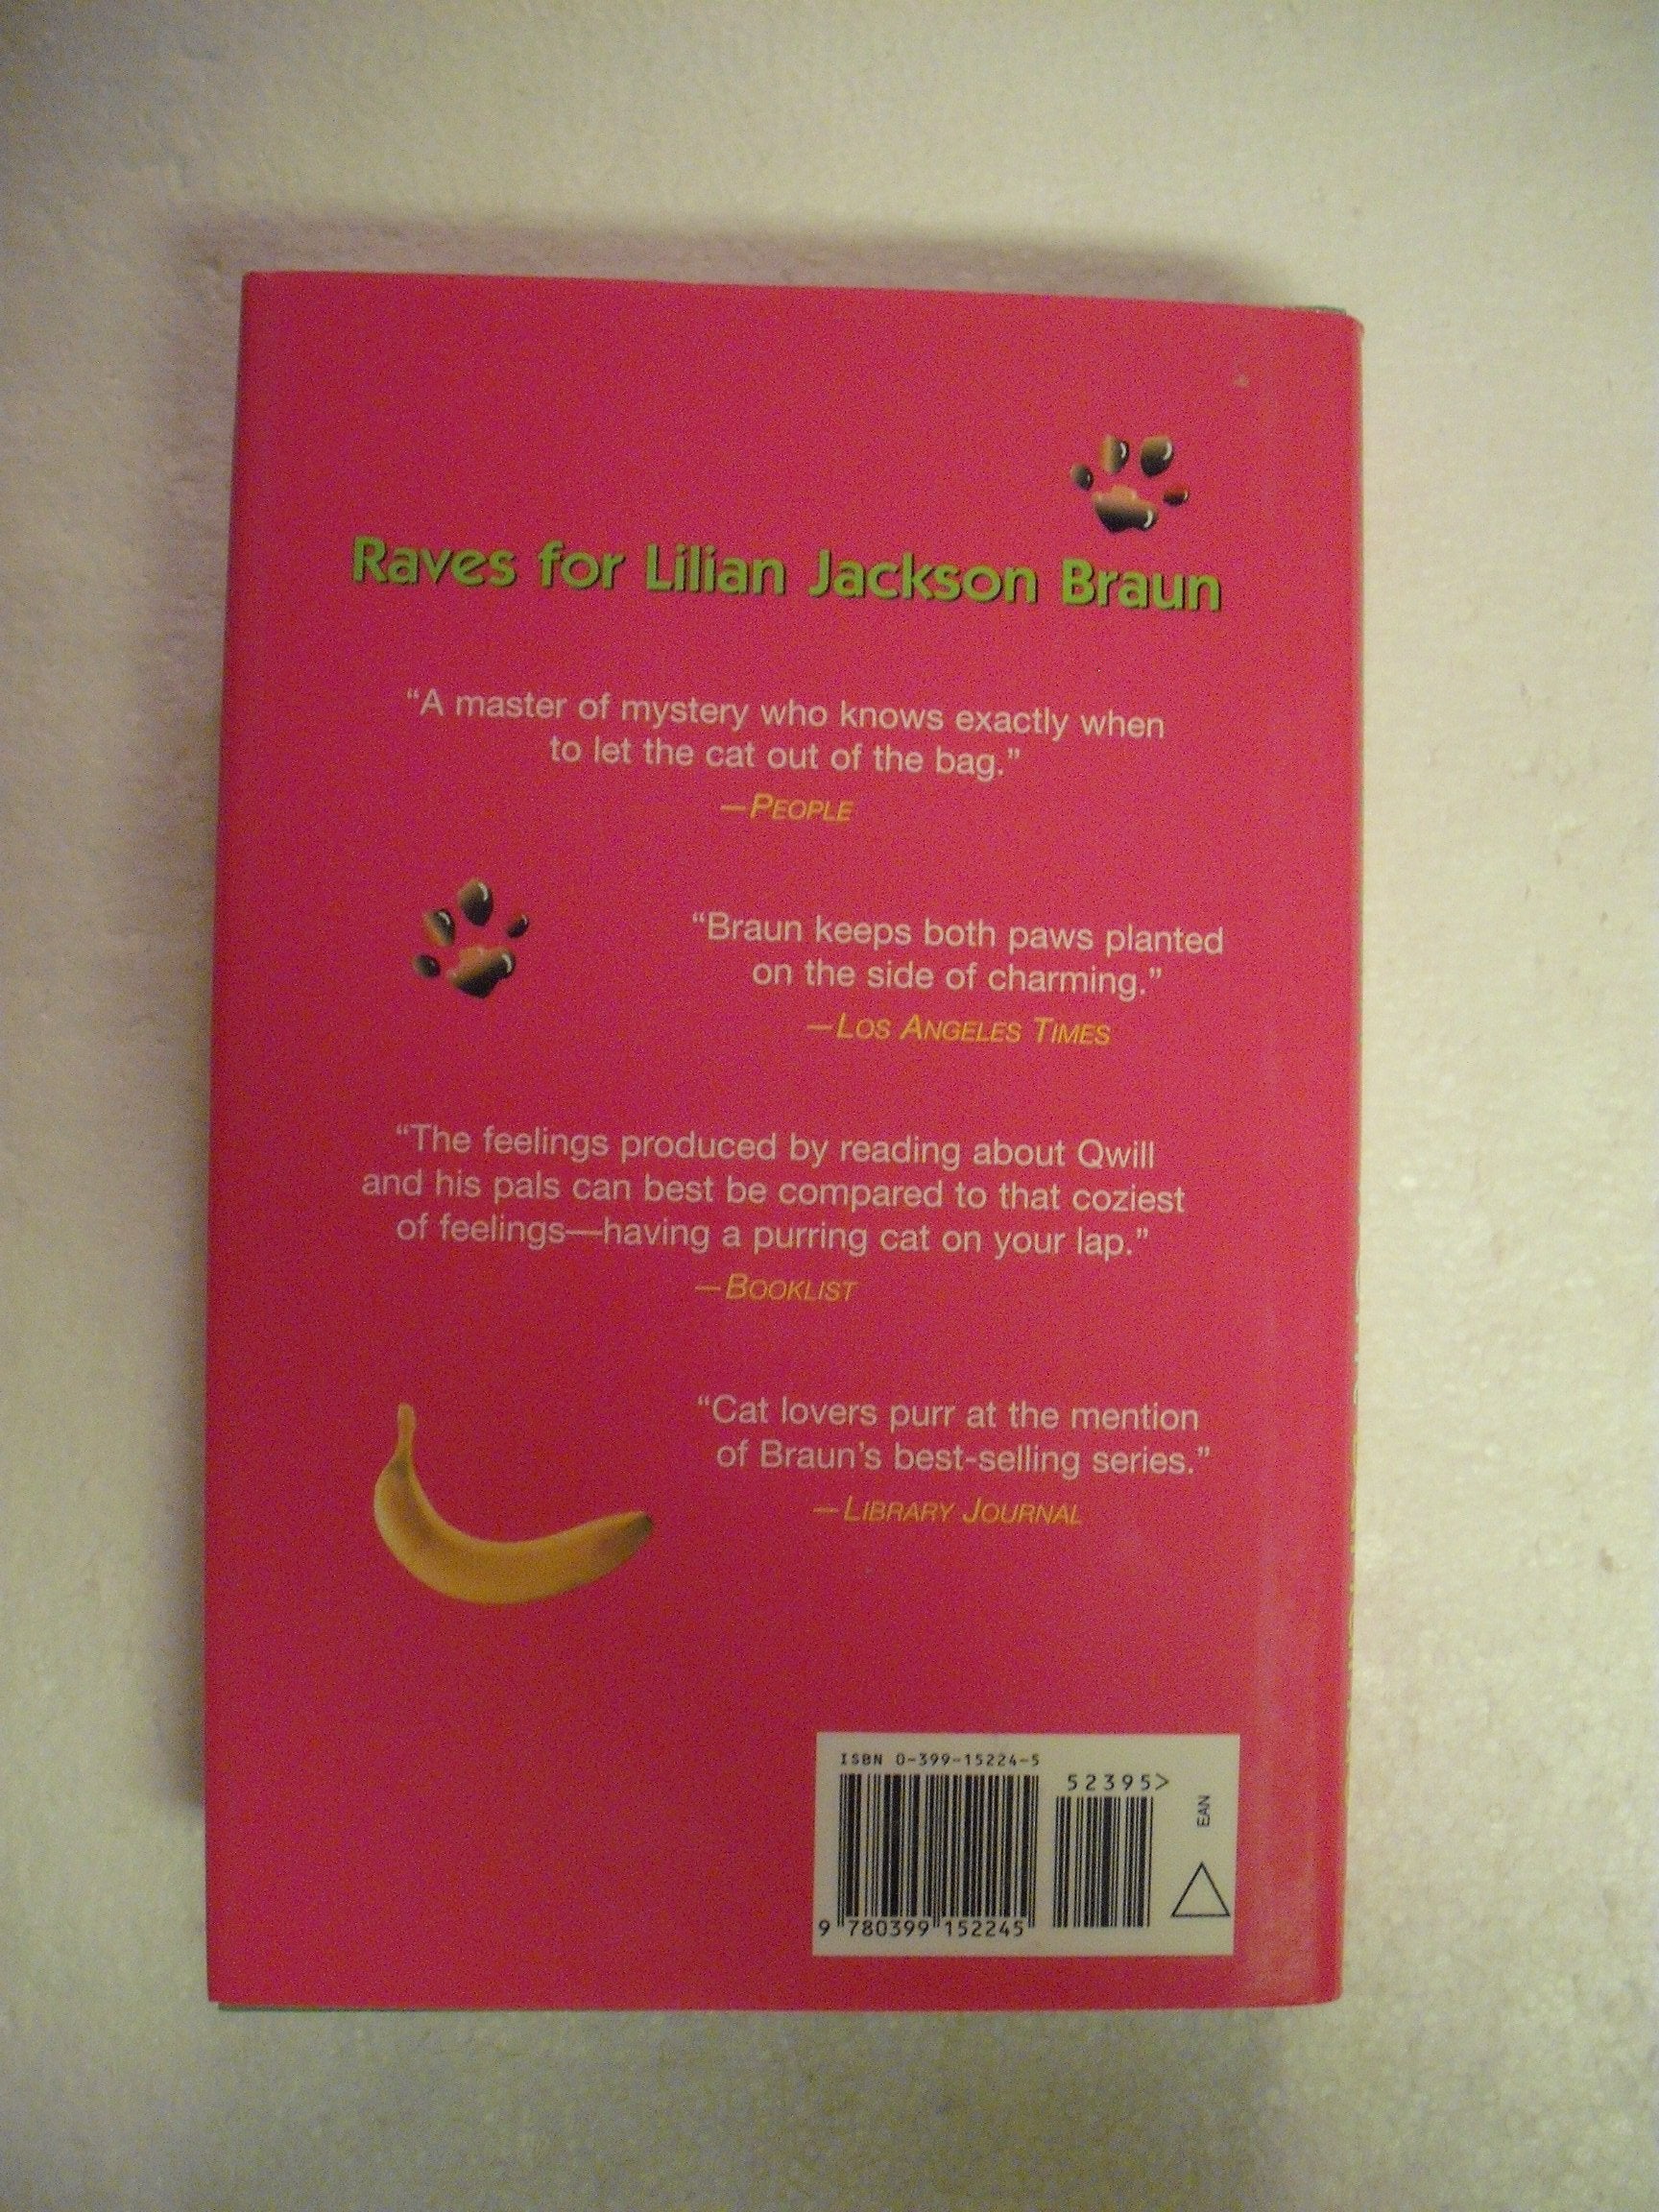 Raves for Lilian Jackson Braun
“A master of mystery who knows exactly when
to let the cat out of the bag.”
—PEOPLE
“Braun keeps both paws planted
on the side of charming.”
—LOS ANGELES TIMES
“The feelings produced by reading about Qwill
and his pals can best be compared to that coziest
of feelings—having a purring cat on your lap.”
—BOOKLIST
“Cat lovers purr at the mention
of Braun’s best-selling series.”
—LIBRARY JOURNAL
ISBN 0-399-15224-5
52395>
EAN
9 780399 152245